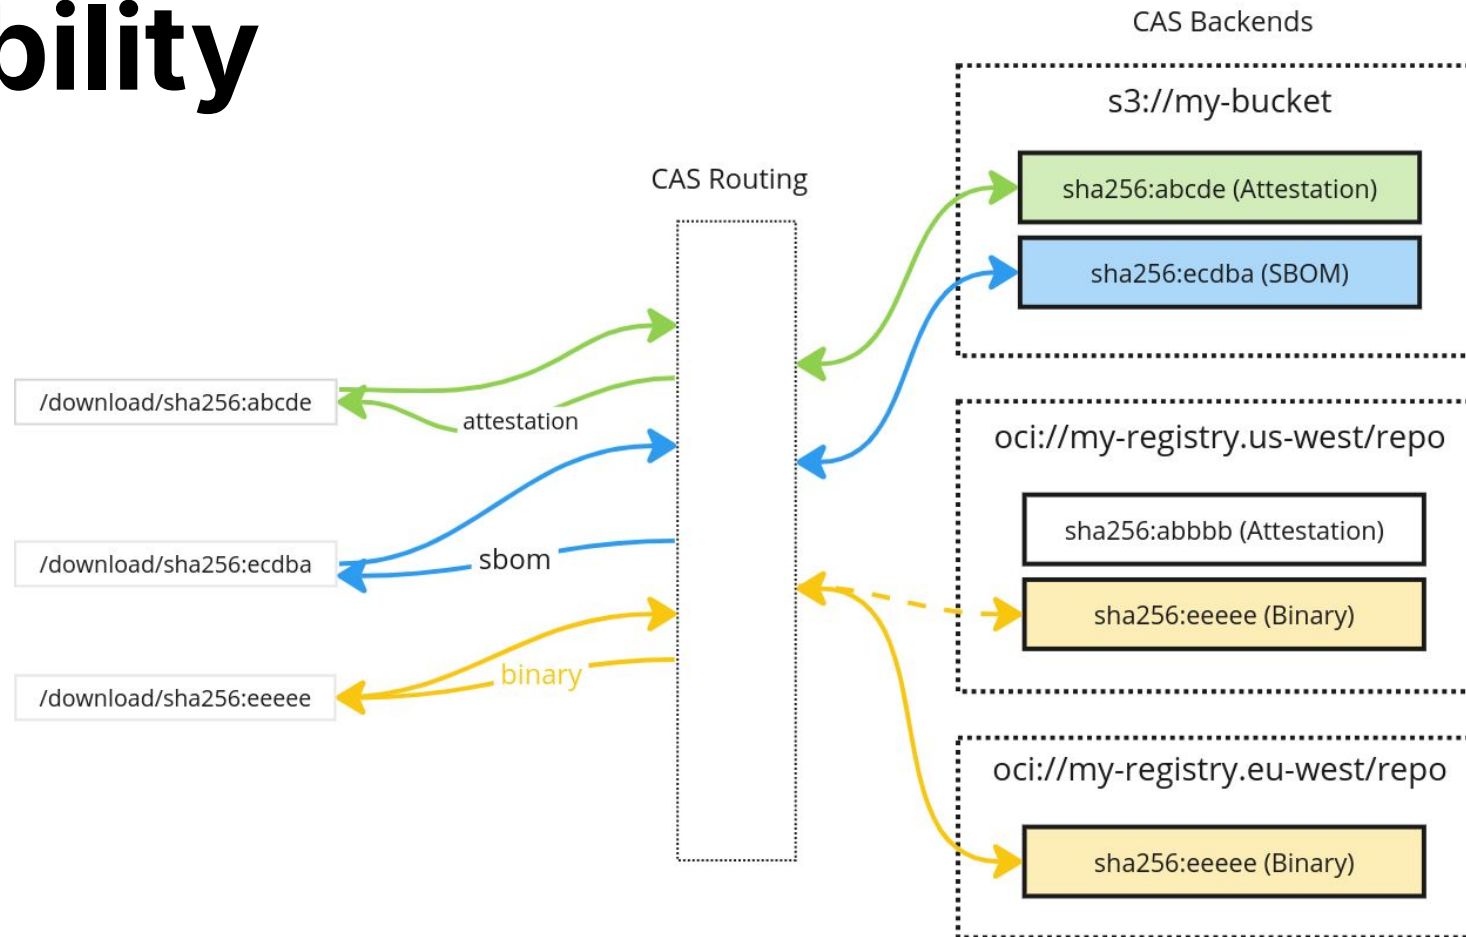 bility
CAS Backends
s3://my-bucket
sha256:abcde (Attestation)
sha256:ecdba (SBOM)
CAS Routing
/download/sha256:abcde
attestation
/download/sha256:ecdba
sbom
/download/sha256:eeeee
binary
oci://my-registry.us-west/repo
sha256:abbbb (Attestation)
sha256:eeeee (Binary)
oci://my-registry.eu-west/repo
sha256:eeeee (Binary)